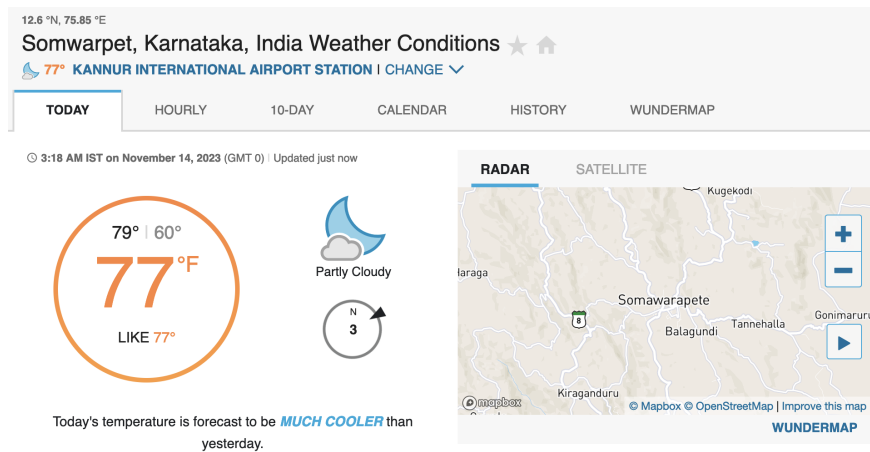 12.6 °N, 75.85 °E
Somwarpet, Karnataka, India Weather Conditions
77° KANNUR INTERNATIONAL AIRPORT STATION | CHANGE
TODAY HOURLY 10-DAY CALENDAR HISTORY WUNDERMAP
3:18 AM IST on November 14, 2023 (GMT 0) | Updated just now
79° | 60°
77 °F
LIKE 77°
Partly Cloudy
N
3
Today's temperature is forecast to be MUCH COOLER than
yesterday.
RADAR SATELLITE
Kugekodi
Somawarapete
8
Balagundi
Tannehalla
Kiraganduru
mapbox
© Mapbox © OpenStreetMap | Improve this map
WUNDERMAP